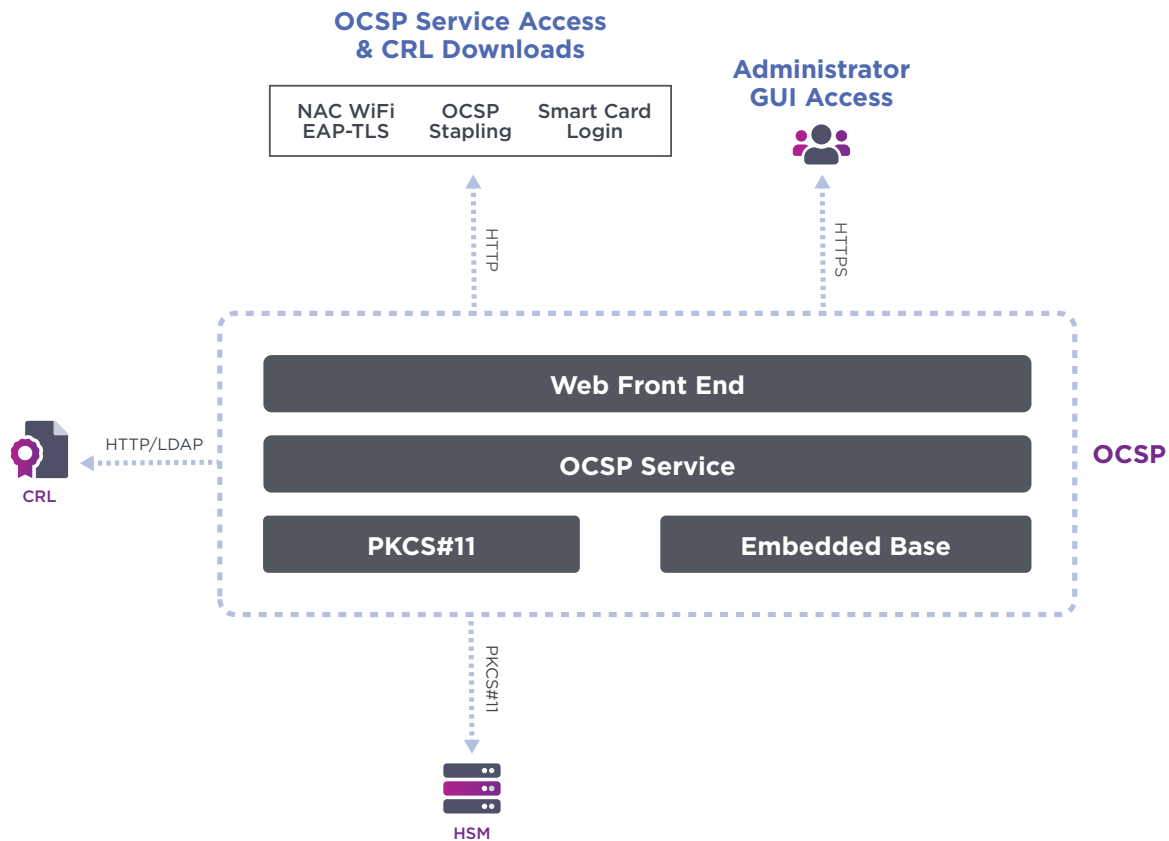 OCSP Service Access
& CRL Downloads
Administrator
GUI Access
NAC WiFi
EAP-TLS
OCSP
Stapling
Smart Card
Login
HTTP
HTTPS
Web Front End
HTTP/LDAP
CRL
OCSP Service
OCSP
PKCS#11
Embedded Base
PKCS#11
HSM